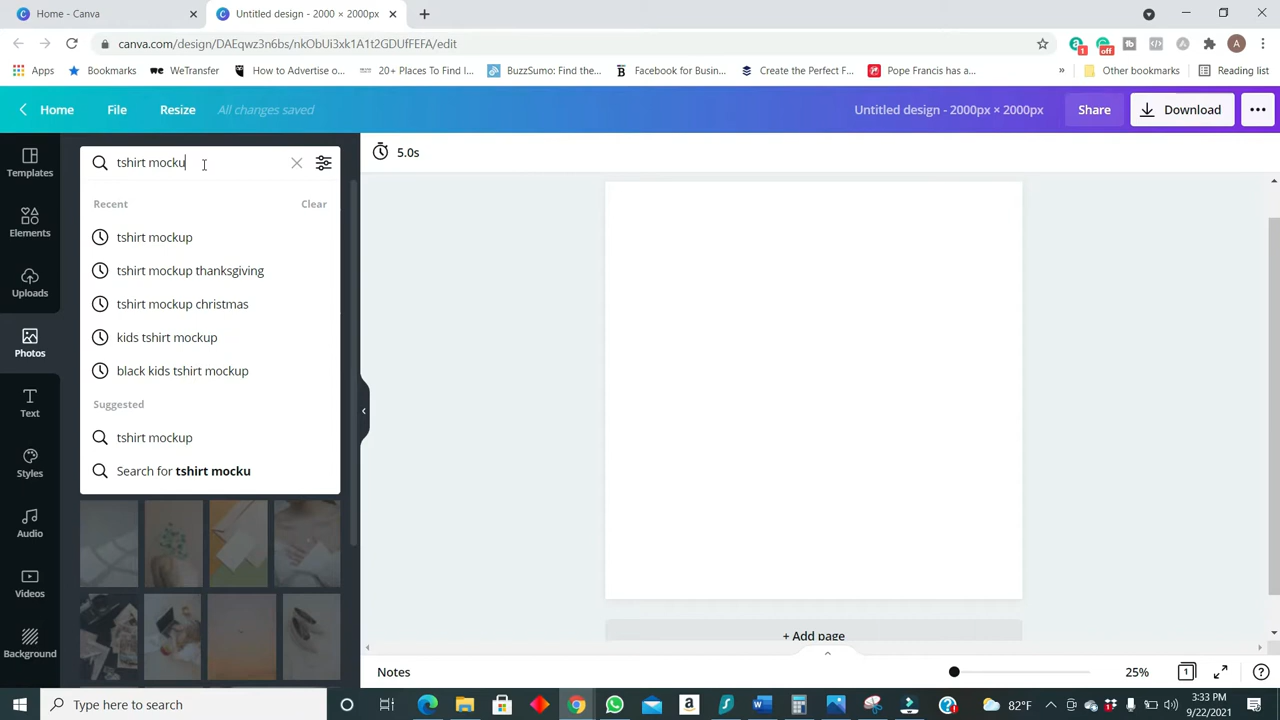 Home - Canva
Untitled design - 2000 × 2000px
canva.com/design/DAEqwz3n6bs/nkObUi3xk1A1t2GDUfFEFA/edit
1
off
A
Apps
Bookmarks
WeTransfer
How to Advertise o...
20+ Places To Find I...
BuzzSumo: Find the...
Facebook for Busin...
Create the Perfect F...
Pope Francis has a...
»
Other bookmarks
Reading list
Home
File
Resize
All changes saved
Untitled design - 2000px × 2000px
Share
Download
Templates
Elements
Uploads
Photos
Text
Styles
Audio
Videos
Background
tshirt mocku
Recent
Clear
tshirt mockup
tshirt mockup thanksgiving
tshirt mockup christmas
kids tshirt mockup
black kids tshirt mockup
Suggested
tshirt mockup
Search for tshirt mocku
5.0s
+ Add page
Notes
25%
1
Type here to search
82°F
3:33 PM
9/22/2021